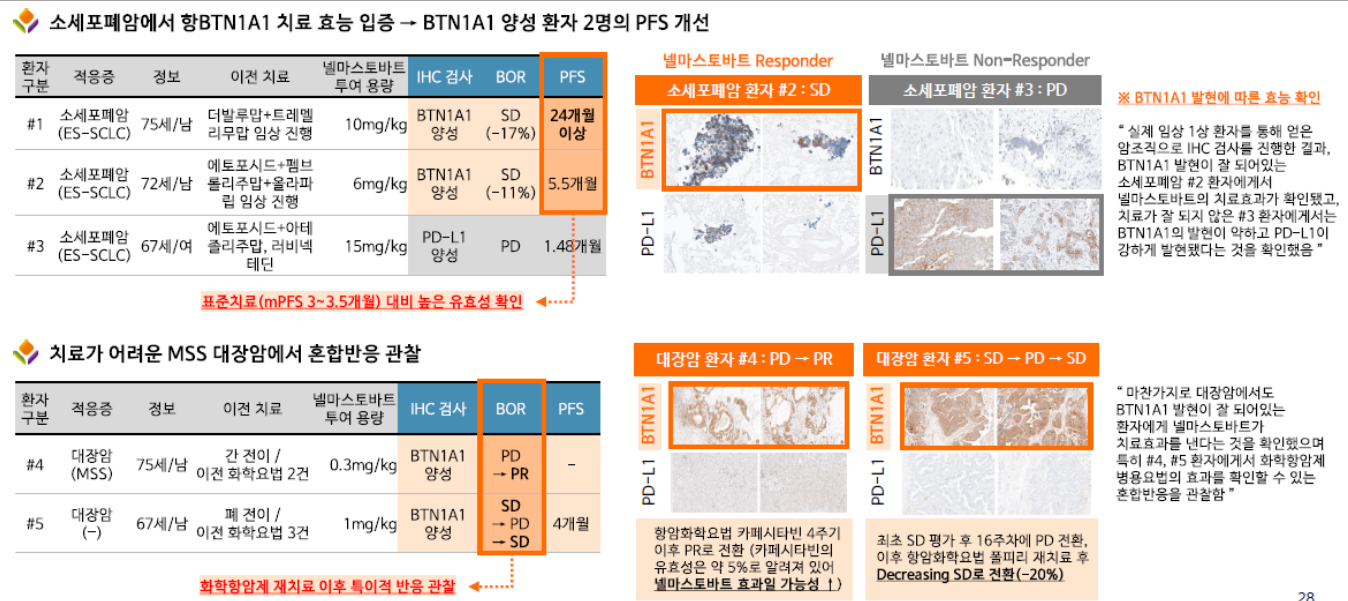 소세포폐암에서 항BTN1A1 치료 효능 입증 → BTN1A1 양성 환자 2명의 PFS 개선
환자
구분
적응증
정보
이전 치료
넬마스토바트
투여 용량
IHC 검사
BOR
PFS
#1
소세포폐암
(ES-SCLC)
75세/남
더발루맙+트레멜
리무맙 임상 진행
10mg/kg
BTN1A1
양성
SD
(-17%)
24개월
이상
#2
소세포폐암
(ES-SCLC)
72세/남
에토포시드+펨브
롤리주맙+올라파
립 임상 진행
6mg/kg
BTN1A1
양성
SD
(-11%)
5.5개월
#3
소세포폐암
(ES-SCLC)
67세/여
에토포시드+아테
졸리주맙, 러비넥
테딘
15mg/kg
PD-L1
양성
PD
1.48개월
표준치료(mPFS 3~3.5개월) 대비 높은 유효성 확인
넬마스토바트 Responder
소세포폐암 환자 #2 : SD
BTN1A1
PD-L1
넬마스토바트 Non-Responder
소세포폐암 환자 #3 : PD
BTN1A1
PD-L1
※ BTN1A1 발현에 따른 효능 확인
“ 실제 임상 1상 환자를 통해 얻은
암조직으로 IHC 검사를 진행한 결과,
BTN1A1 발현이 잘 되어있는
소세포폐암 #2 환자에게서
넬마스토바트의 치료효과가 확인됐고,
치료가 잘 되지 않은 #3 환자에게서는
BTN1A1의 발현이 약하고 PD-L1이
강하게 발현됐다는 것을 확인했음 ”
치료가 어려운 MSS 대장암에서 혼합반응 관찰
환자
구분
적응증
정보
이전 치료
넬마스토바트
투여 용량
IHC 검사
BOR
PFS
#4
대장암
(MSS)
75세/남
간 전이 /
이전 화학요법 2건
0.3mg/kg
BTN1A1
양성
PD
→ PR
-
#5
대장암
(-)
67세/남
폐 전이 /
이전 화학요법 3건
1mg/kg
BTN1A1
양성
SD
→ PD
→ SD
4개월
화학항암제 재치료 이후 특이적 반응 관찰
대장암 환자 #4 : PD → PR
BTN1A1
PD-L1
항암화학요법 카페시타빈 4주기
이후 PR로 전환 (카페시타빈의
유효성은 약 5%로 알려져 있어
넬마스토바트 효과일 가능성 ↑)
대장암 환자 #5 : SD → PD → SD
BTN1A1
PD-L1
최초 SD 평가 후 16주차에 PD 전환,
이후 항암화학요법 폴피리 재치료 후
Decreasing SD로 전환(-20%)
“ 마찬가지로 대장암에서도
BTN1A1 발현이 잘 되어있는
환자에게 넬마스토바트가
치료효과를 낸다는 것을 확인했으며
특히 #4, #5 환자에게서 화학항암제
병용요법의 효과를 확인할 수 있는
혼합반응을 관찰함 ”
28